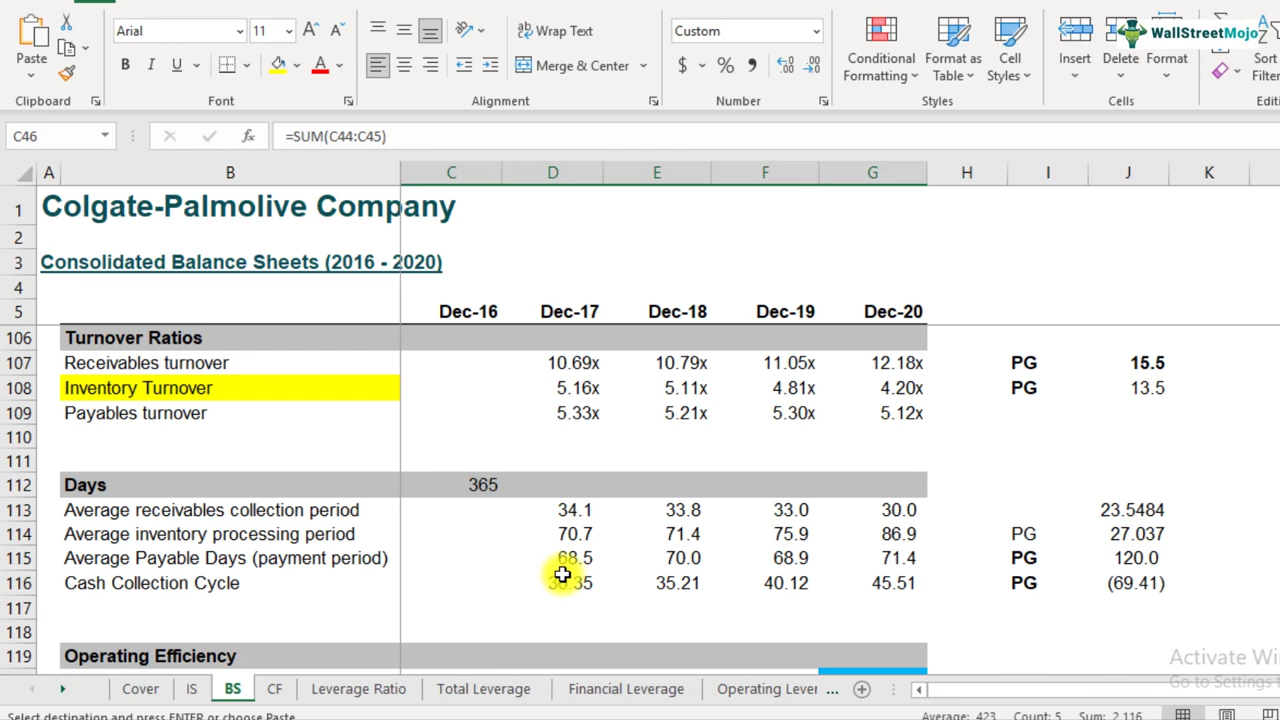 Arial 11 Wrap Text Custom WallStreetMojo
Paste B I U A Merge & Center $ % Conditional Formatting Format as Table Cell Styles Insert Delete Format Sort
Filter
Clipboard Font Alignment Number Styles Cells
C46 fx =SUM(C44:C45)
A B C D E F G H I J K
1 Colgate-Palmolive Company
2
3 Consolidated Balance Sheets (2016 - 2020)
4
5 Dec-16 Dec-17 Dec-18 Dec-19 Dec-20
106 Turnover Ratios
107 Receivables turnover 10.69x 10.79x 11.05x 12.18x PG 15.5
108 Inventory Turnover 5.16x 5.11x 4.81x 4.20x PG 13.5
109 Payables turnover 5.33x 5.21x 5.30x 5.12x
110
111
112 Days 365
113 Average receivables collection period 34.1 33.8 33.0 30.0 23.5484
114 Average inventory processing period 70.7 71.4 75.9 86.9 PG 27.037
115 Average Payable Days (payment period) 68.5 70.0 68.9 71.4 PG 120.0
116 Cash Collection Cycle 35.21 40.12 45.51 PG (69.41)
117
118
119 Operating Efficiency
Activate Wi
Go to Settings
Cover IS BS CF Leverage Ratio Total Leverage Financial Leverage Operating Lever ...
Select destination and press ENTER or choose Paste Average: 423 Count: 5 Sum: 2,116